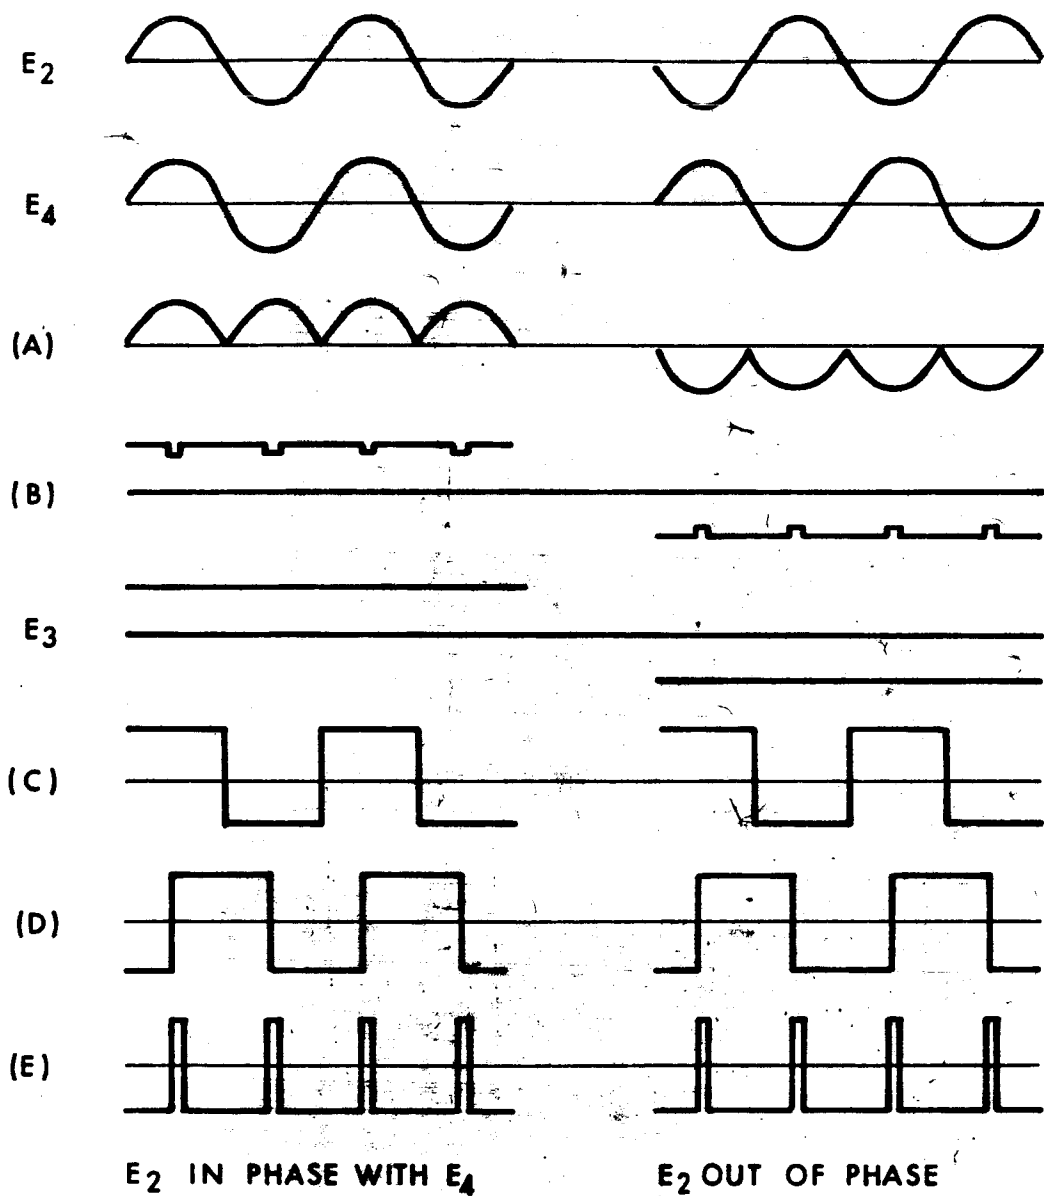 E2
E4
(A)
(B)
E3
(C)
(D)
(E)
E2 IN PHASE WITH E4
E2 OUT OF PHASE